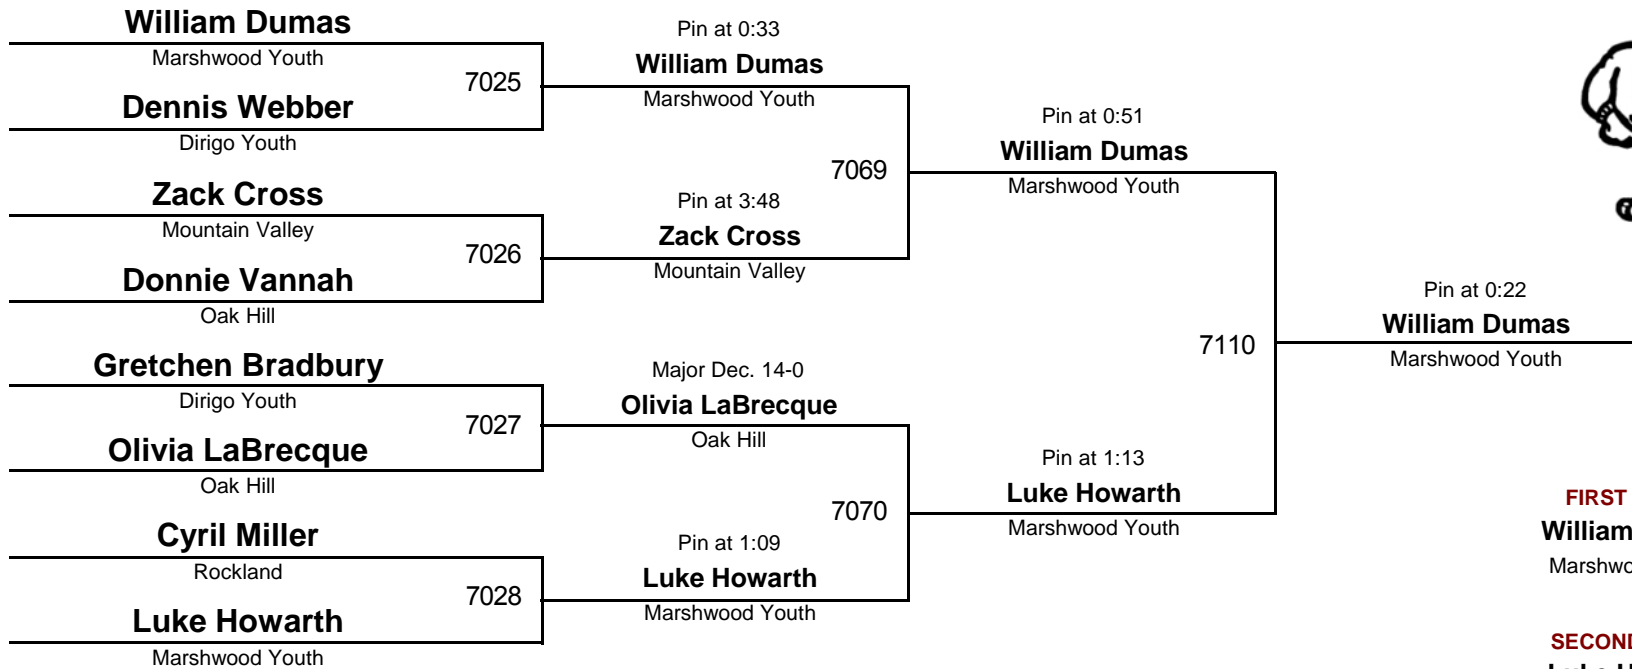 William Dumas
Marshwood Youth
7025
Dennis Webber
Dirigo Youth
Zack Cross
Mountain Valley
7026
Donnie Vannah
Oak Hill
Gretchen Bradbury
Dirigo Youth
7027
Olivia LaBrecque
Oak Hill
Cyril Miller
Rockland
7028
Luke Howarth
Marshwood Youth
Pin at 0:33
William Dumas
Marshwood Youth
7069
Pin at 3:48
Zack Cross
Mountain Valley
Major Dec. 14-0
Olivia LaBrecque
Oak Hill
7070
Pin at 1:09
Luke Howarth
Marshwood Youth
Pin at 0:51
William Dumas
Marshwood Youth
7110
Pin at 1:13
Luke Howarth
Marshwood Youth
Pin at 0:22
William Dumas
Marshwood Youth
FIRST
William
Marshwo
SECOND